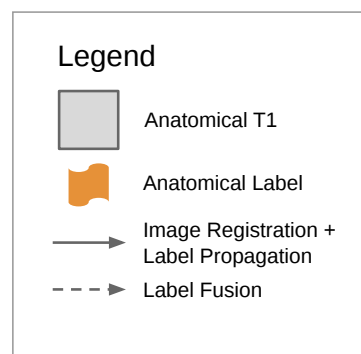 Legend
Anatomical T1
Anatomical Label
Image Registration +
Label Propagation
Label Fusion